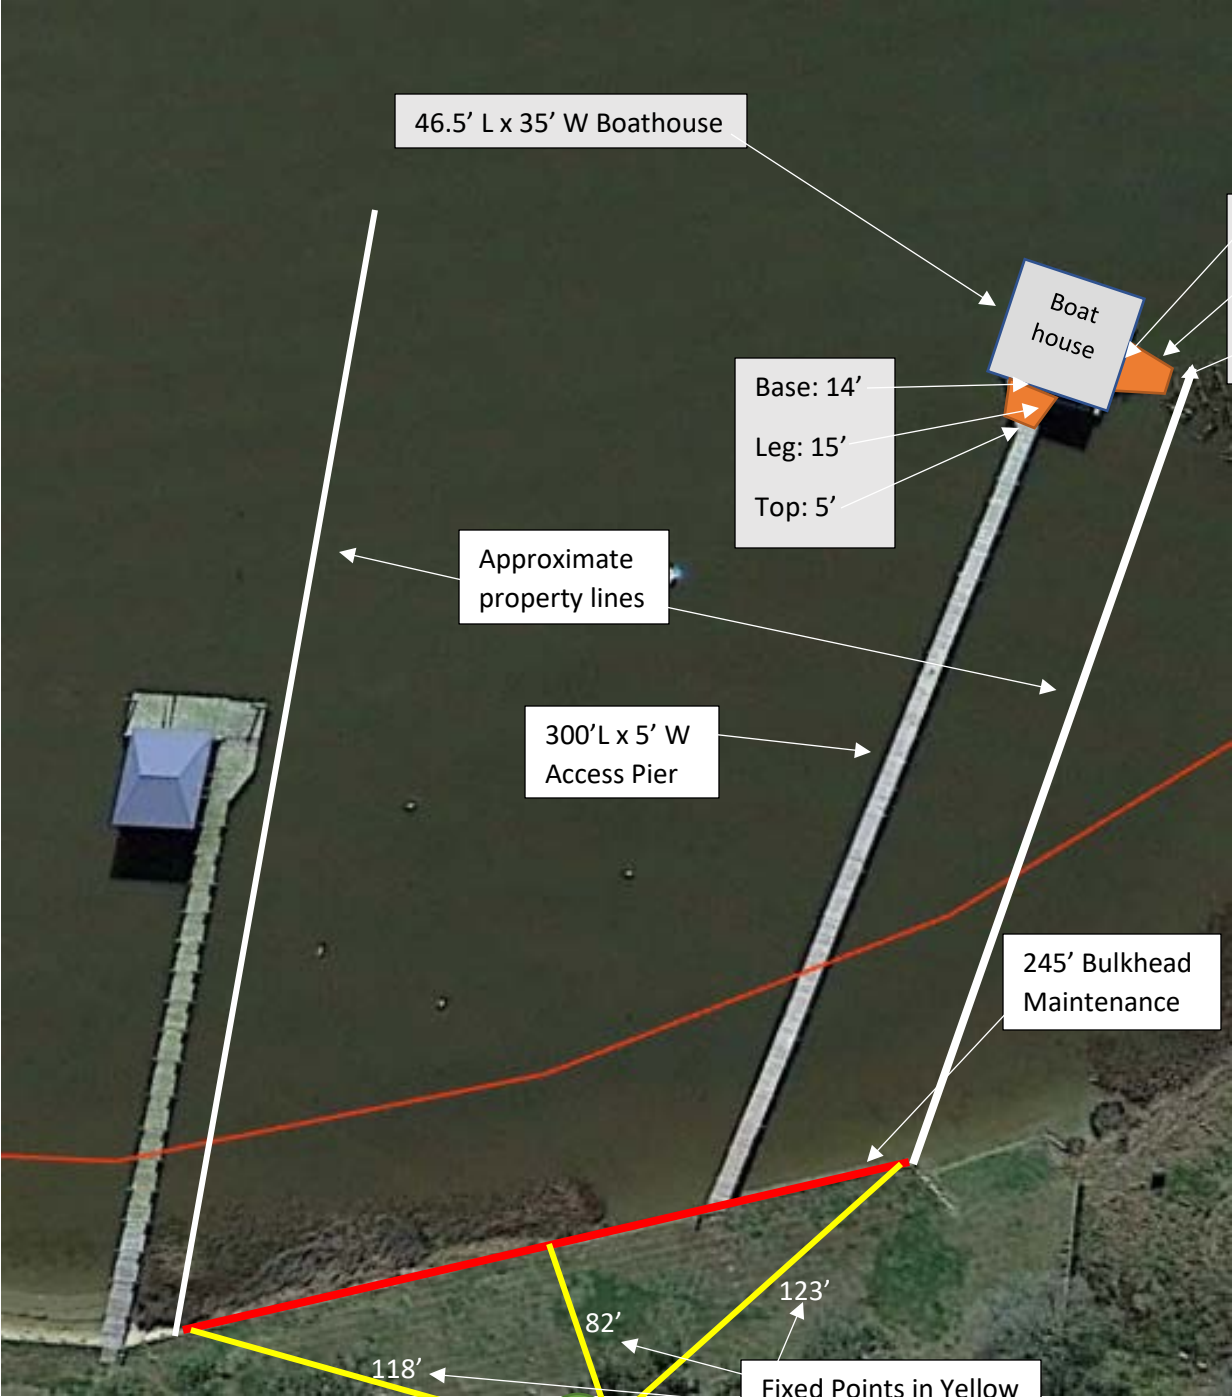 46.5’ L x 35’ W Boathouse
Boat
house
Base: 14’
Leg: 15’
Top: 5’
Approximate
property lines
300’L x 5’ W
Access Pier
245’ Bulkhead
Maintenance
123’
82’
118’
Fixed Points in Yellow